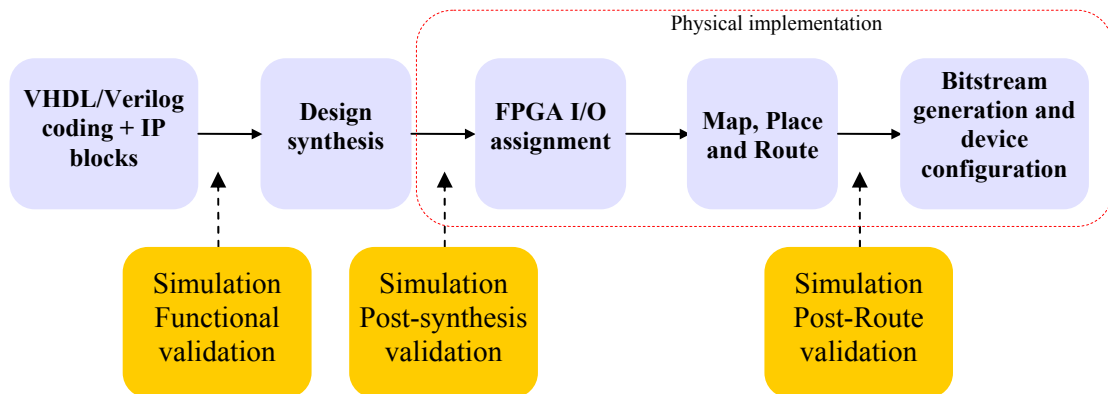 Physical implementation
VHDL/Verilog
coding + IP
blocks
Design
synthesis
FPGA I/O
assignment
Map, Place
and Route
Bitstream
generation and
device
configuration
Simulation
Functional
validation
Simulation
Post-synthesis
validation
Simulation
Post-Route
validation